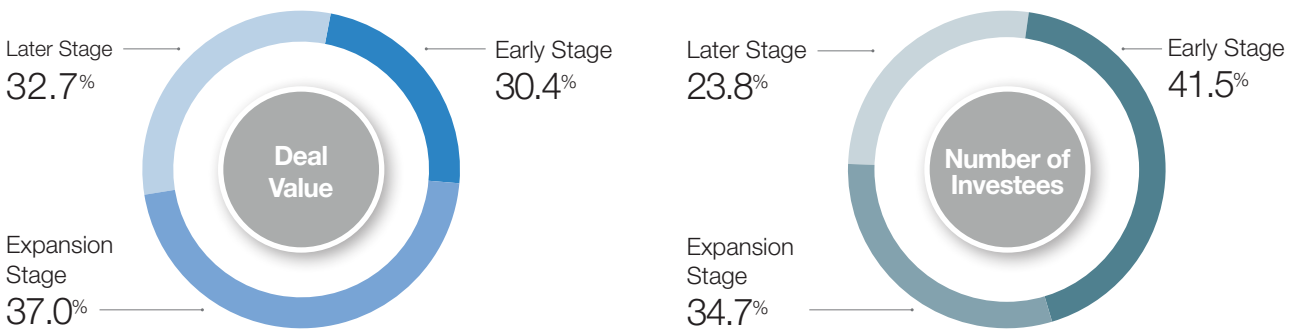 Later Stage
32.7%
Early Stage
30.4%
Deal
Value
Expansion
Stage
37.0%
Later Stage
23.8%
Early Stage
41.5%
Number of
Investees
Expansion
Stage
34.7%